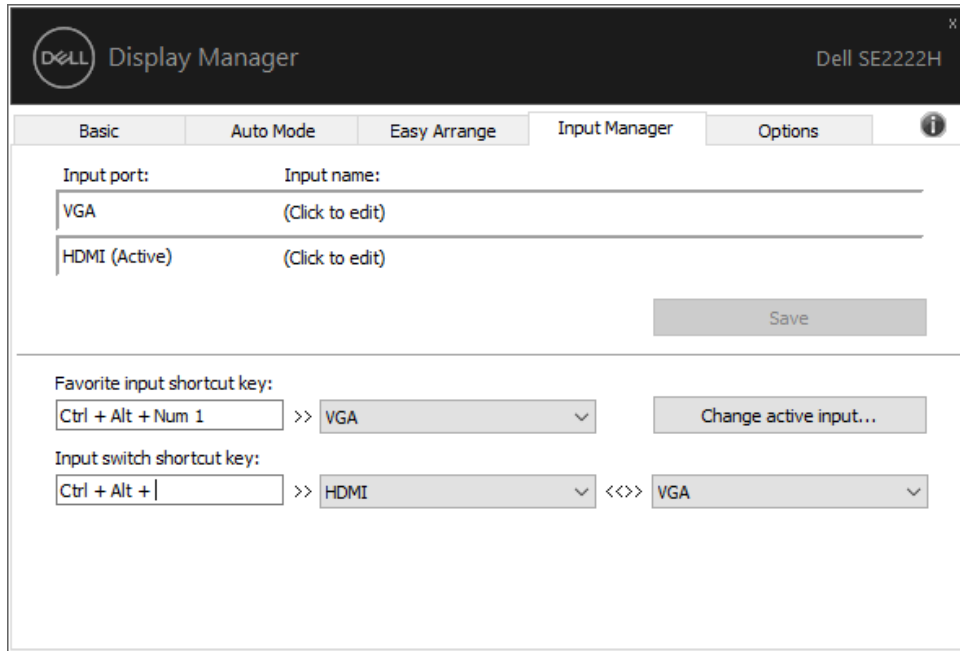 x
DELL Display Manager Dell SE2222H
Basic Auto Mode Easy Arrange Input Manager Options i
Input port: Input name:
VGA (Click to edit)
HDMI (Active) (Click to edit)
Save
Favorite input shortcut key:
Ctrl + Alt + Num 1 >> VGA Change active input...
Input switch shortcut key:
Ctrl + Alt + >> HDMI <<>> VGA